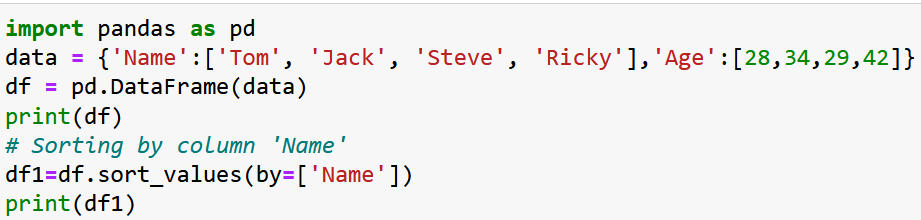 import pandas as pd
data = {'Name':['Tom', 'Jack', 'Steve', 'Ricky'],'Age':[28,34,29,42]}
df = pd.DataFrame(data)
print(df)
# Sorting by column 'Name'
df1=df.sort_values(by=['Name'])
print(df1)